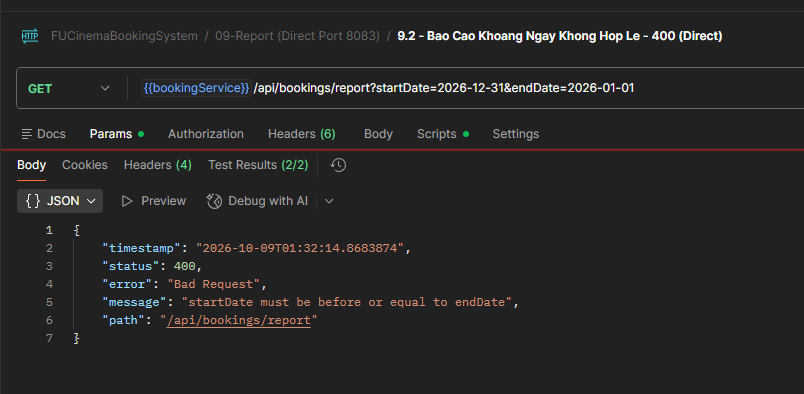 HTTP FUCinemaBookingSystem / 09-Report (Direct Port 8083) / 9.2 - Bao Cao Khoang Ngay Khong Hop Le - 400 (Direct)
GET {{bookingService}} /api/bookings/report?startDate=2026-12-31&endDate=2026-01-01
Docs Params Authorization Headers (6) Body Scripts Settings
Body Cookies Headers (4) Test Results (2/2)
{} JSON Preview Debug with AI
1 {
2 "timestamp": "2026-10-09T01:32:14.8683874",
3 "status": 400,
4 "error": "Bad Request",
5 "message": "startDate must be before or equal to endDate",
6 "path": "/api/bookings/report"
7 }